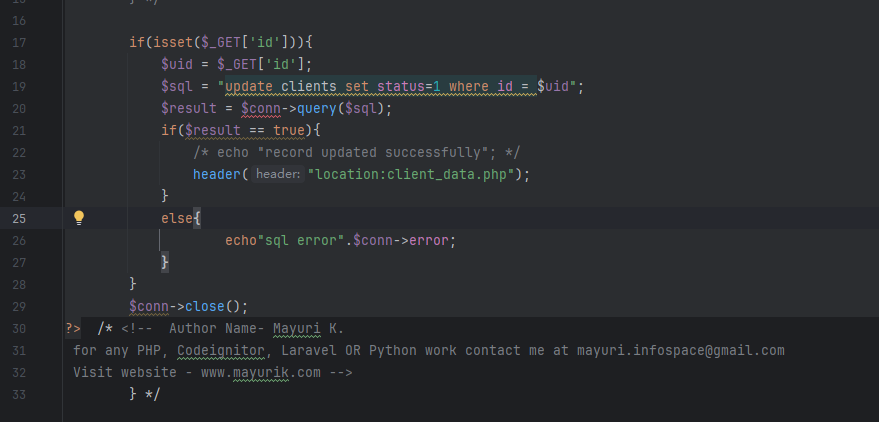 15 } */
16
17 if(isset($_GET['id'])){
18 $uid = $_GET['id'];
19 $sql = "update clients set status=1 where id = $uid";
20 $result = $conn->query($sql);
21 if($result == true){
22 /* echo "record updated successfully"; */
23 header( header: "location:client_data.php");
24 }
25 else{
26 echo"sql error".$conn->error;
27 }
28 }
29 $conn->close();
30 ?> /* <!-- Author Name- Mayuri K.
31 for any PHP, Codeignitor, Laravel OR Python work contact me at mayuri.infospace@gmail.com
32 Visit website - www.mayurik.com -->
33 } */